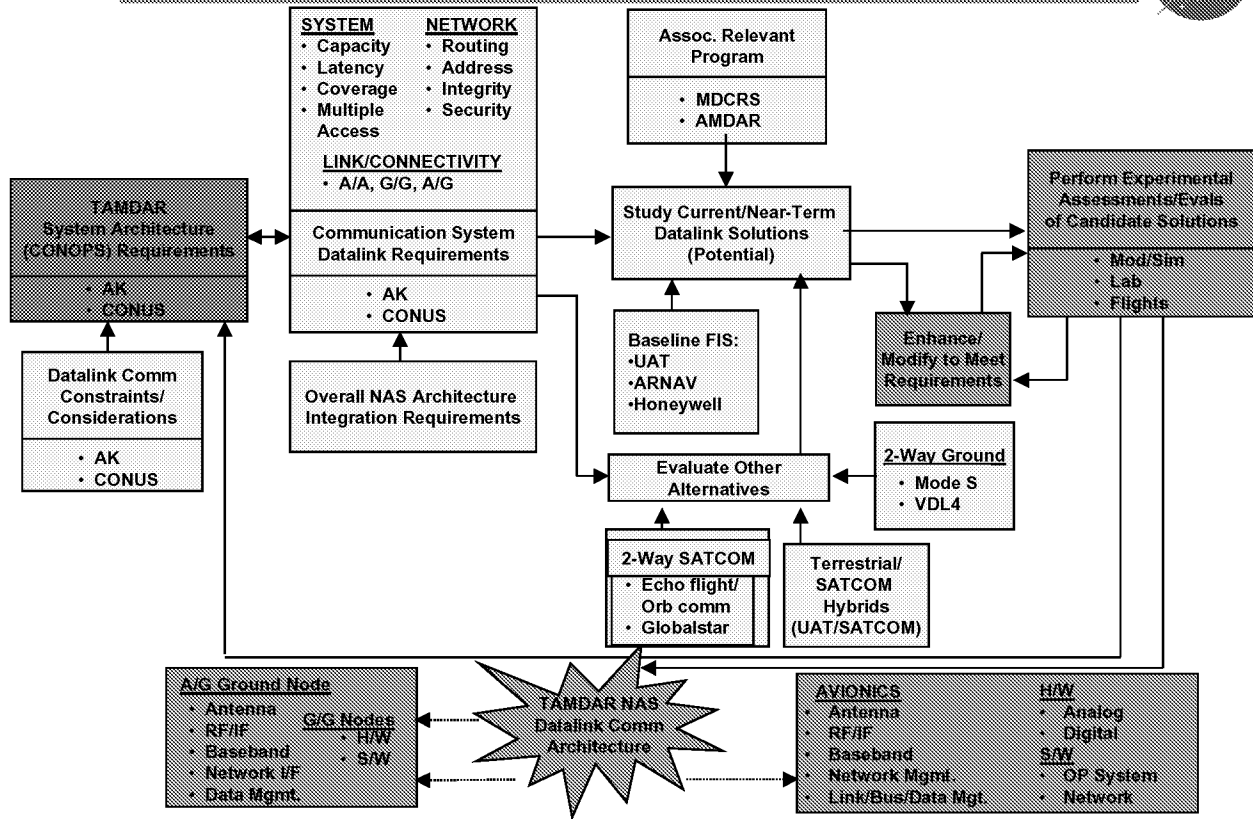 SYSTEM
• Capacity
• Latency
• Coverage
• Multiple
Access
NETWORK
• Routing
• Address
• Integrity
• Security
LINK/CONNECTIVITY
• A/A, G/G, A/G
Communication System
Datalink Requirements
• AK
• CONUS
Assoc. Relevant
Program
• MDCRS
• AMDAR
TAMDAR
System Architecture
(CONOPS) Requirements
• AK
• CONUS
Study Current/Near-Term
Datalink Solutions
(Potential)
Perform Experimental
Assessments/Evals
of Candidate Solutions
• Mod/Sim
• Lab
• Flights
Datalink Comm
Constraints/
Considerations
• AK
• CONUS
Overall NAS Architecture
Integration Requirements
Baseline FIS:
•UAT
•ARNAV
•Honeywell
Enhance/
Modify to Meet
Requirements
Evaluate Other
Alternatives
2-Way Ground
• Mode S
• VDL4
2-Way SATCOM
• Echo flight/
Orb comm
• Globalstar
Terrestrial/
SATCOM
Hybrids
(UAT/SATCOM)
A/G Ground Node
• Antenna
• RF/IF
• Baseband
• Network I/F
• Data Mgmt.
G/G Nodes
• H/W
• S/W
TAMDAR NAS
Datalink Comm
Architecture
AVIONICS
• Antenna
• RF/IF
• Baseband
• Network Mgmt.
• Link/Bus/Data Mgt.
H/W
• Analog
• Digital
S/W
• OP System
• Network